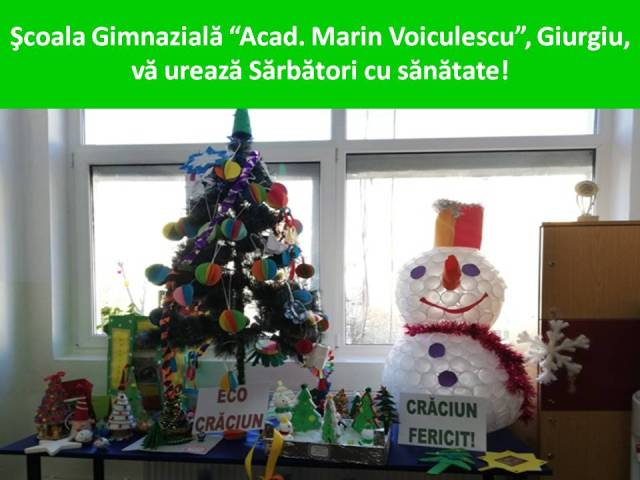 Şcoala Gimnazială “Acad. Marin Voiculescu”, Giurgiu,
vă urează Sărbători cu sănătate!
ECO
CRĂCIUN
CRĂCIUN
FERICIT!